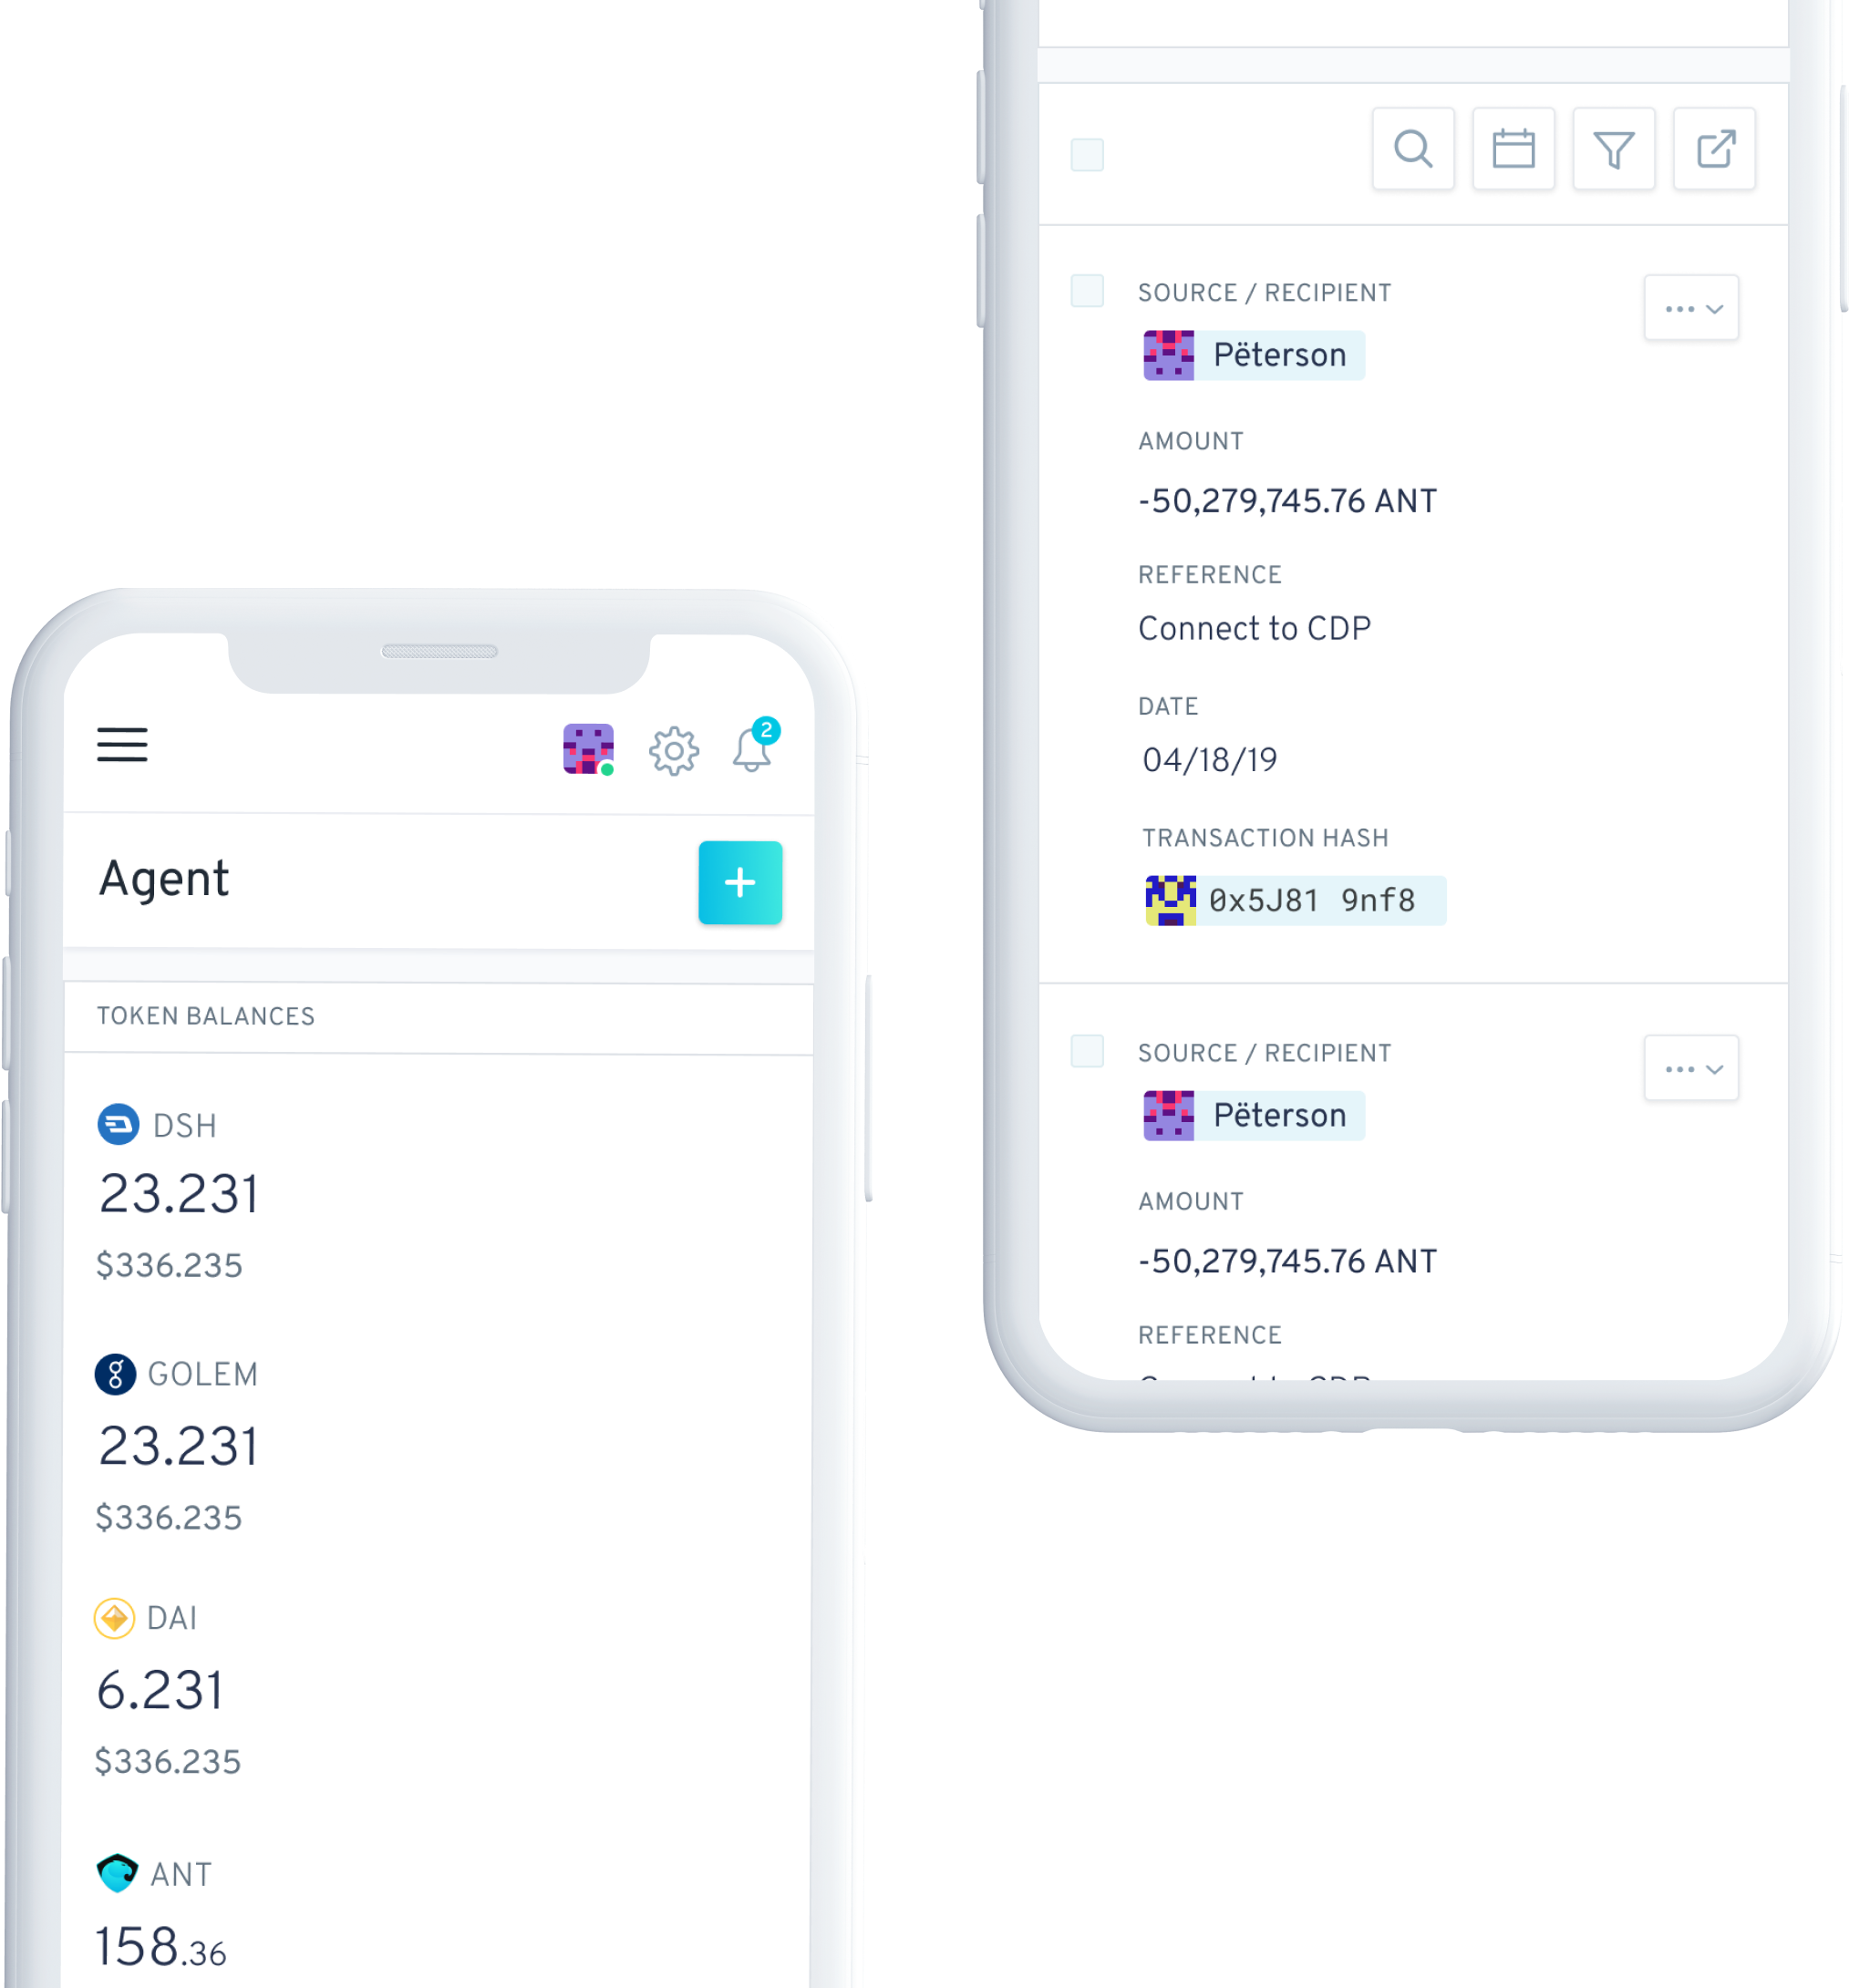 2
Agent
TOKEN BALANCES
DSH
23.231
$336.235
GOLEM
23.231
$336.235
DAI
6.231
$336.235
ANT
158.36
SOURCE / RECIPIENT
Pëterson
AMOUNT
-50,279,745.76 ANT
REFERENCE
Connect to CDP
DATE
04/18/19
TRANSACTION HASH
0x5J81 9nf8
SOURCE / RECIPIENT
Pëterson
AMOUNT
-50,279,745.76 ANT
REFERENCE